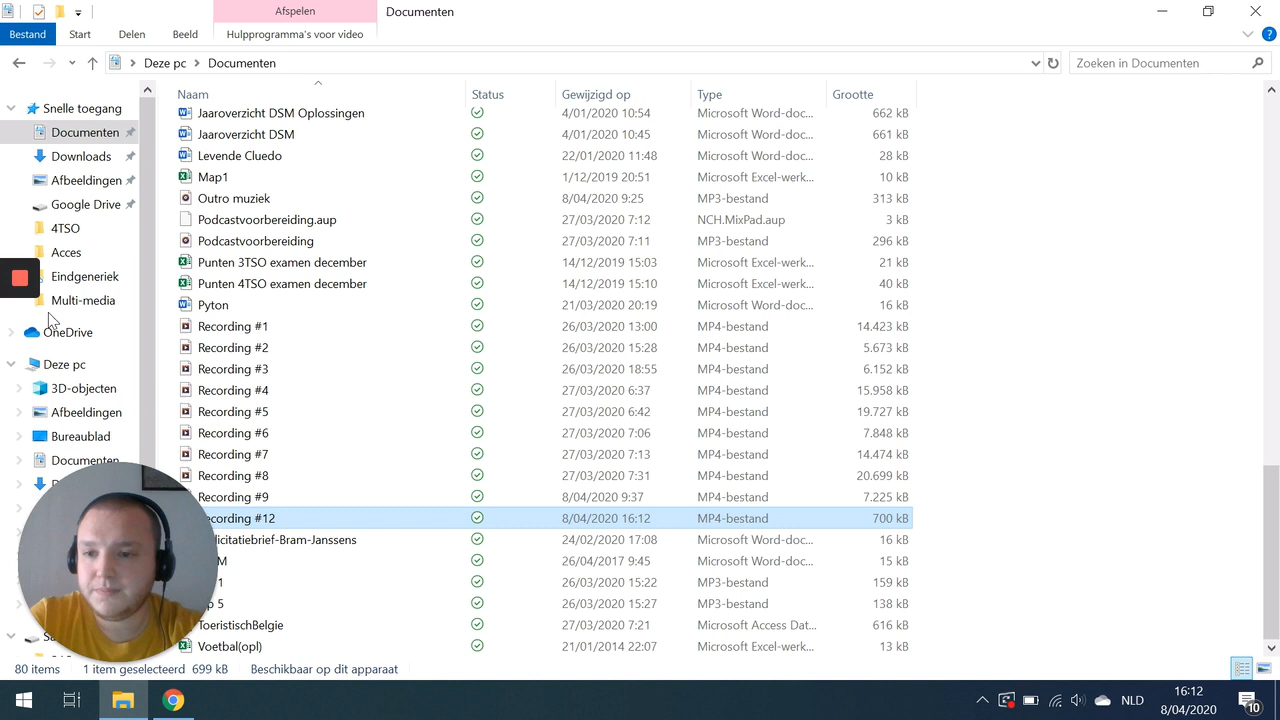 Afspelen
Documenten
Bestand
Start
Delen
Beeld
Hulpprogramma's voor video
Deze pc
Documenten
Zoeken in Documenten
Naam
Status
Gewijzigd op
Type
Grootte
Snelle toegang
Documenten
Downloads
Afbeeldingen
Google Drive
4TSO
Acces
Eindgeneriek
Multi-media
OneDrive
Deze pc
3D-objecten
Afbeeldingen
Bureaublad
Documenten
Jaaroverzicht DSM Oplossingen 4/01/2020 10:54 Microsoft Word-doc... 662 kB
Jaaroverzicht DSM 4/01/2020 10:45 Microsoft Word-doc... 661 kB
Levende Cluedo 22/01/2020 11:48 Microsoft Word-doc... 28 kB
Map1 1/12/2019 20:51 Microsoft Excel-werk... 10 kB
Outro muziek 8/04/2020 9:25 MP3-bestand 313 kB
Podcastvoorbereiding.aup 27/03/2020 7:12 NCH.MixPad.aup 3 kB
Podcastvoorbereiding 27/03/2020 7:11 MP3-bestand 296 kB
Punten 3TSO examen december 14/12/2019 15:03 Microsoft Excel-werk... 21 kB
Punten 4TSO examen december 14/12/2019 15:10 Microsoft Excel-werk... 40 kB
Pyton 21/03/2020 20:19 Microsoft Word-doc... 16 kB
Recording #1 26/03/2020 13:00 MP4-bestand 14.423 kB
Recording #2 26/03/2020 15:28 MP4-bestand 5.673 kB
Recording #3 26/03/2020 18:55 MP4-bestand 6.152 kB
Recording #4 27/03/2020 6:37 MP4-bestand 15.958 kB
Recording #5 27/03/2020 6:42 MP4-bestand 19.727 kB
Recording #6 27/03/2020 7:06 MP4-bestand 7.848 kB
Recording #7 27/03/2020 7:13 MP4-bestand 14.474 kB
Recording #8 27/03/2020 7:31 MP4-bestand 20.699 kB
Recording #9 8/04/2020 9:37 MP4-bestand 7.225 kB
ecording #12 8/04/2020 16:12 MP4-bestand 700 kB
licitatiebrief-Bram-Janssens 24/02/2020 17:08 Microsoft Word-doc... 16 kB
M 26/04/2017 9:45 Microsoft Word-doc... 15 kB
1 26/03/2020 15:22 MP3-bestand 159 kB
p 5 26/03/2020 15:27 MP3-bestand 138 kB
ToeristischBelgie 27/03/2020 7:21 Microsoft Access Dat... 616 kB
Voetbal(opl) 21/01/2014 22:07 Microsoft Excel-werk... 13 kB
80 items 1 item geselecteerd 699 kB Beschikbaar op dit apparaat
NLD
16:12
8/04/2020
10